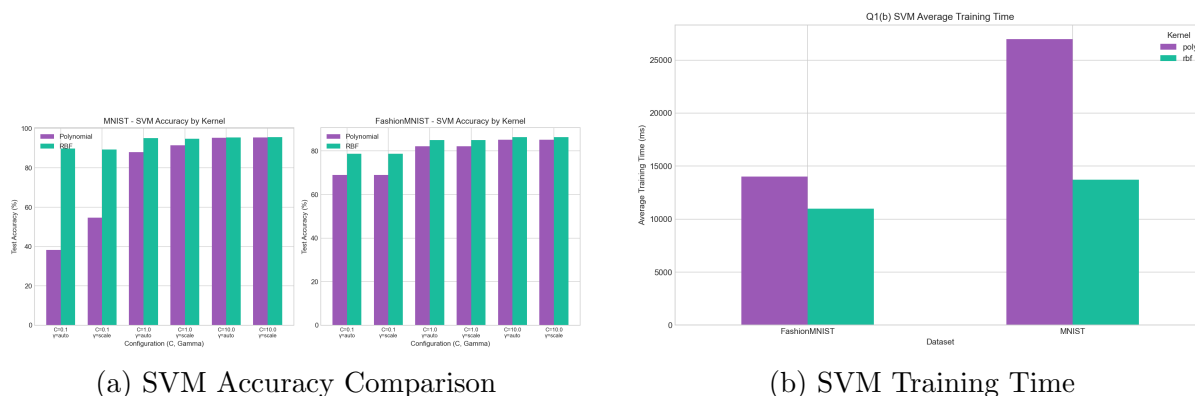 MNIST - SVM Accuracy by Kernel
Polynomial
RBF
100
80
60
40
20
0
Test Accuracy (%)
C=0.1 γ=auto
C=0.1 γ=scale
C=1.0 γ=auto
C=1.0 γ=scale
C=10.0 γ=auto
C=10.0 γ=scale
Configuration (C, Gamma)
FashionMNIST - SVM Accuracy by Kernel
Polynomial
RBF
80
60
40
20
0
Test Accuracy (%)
C=0.1 γ=auto
C=0.1 γ=scale
C=1.0 γ=auto
C=1.0 γ=scale
C=10.0 γ=auto
C=10.0 γ=scale
Configuration (C, Gamma)
(a) SVM Accuracy Comparison
Q1(b) SVM Average Training Time
Kernel
poly
rbf
25000
20000
15000
10000
5000
0
Average Training Time (ms)
FashionMNIST
MNIST
Dataset
(b) SVM Training Time